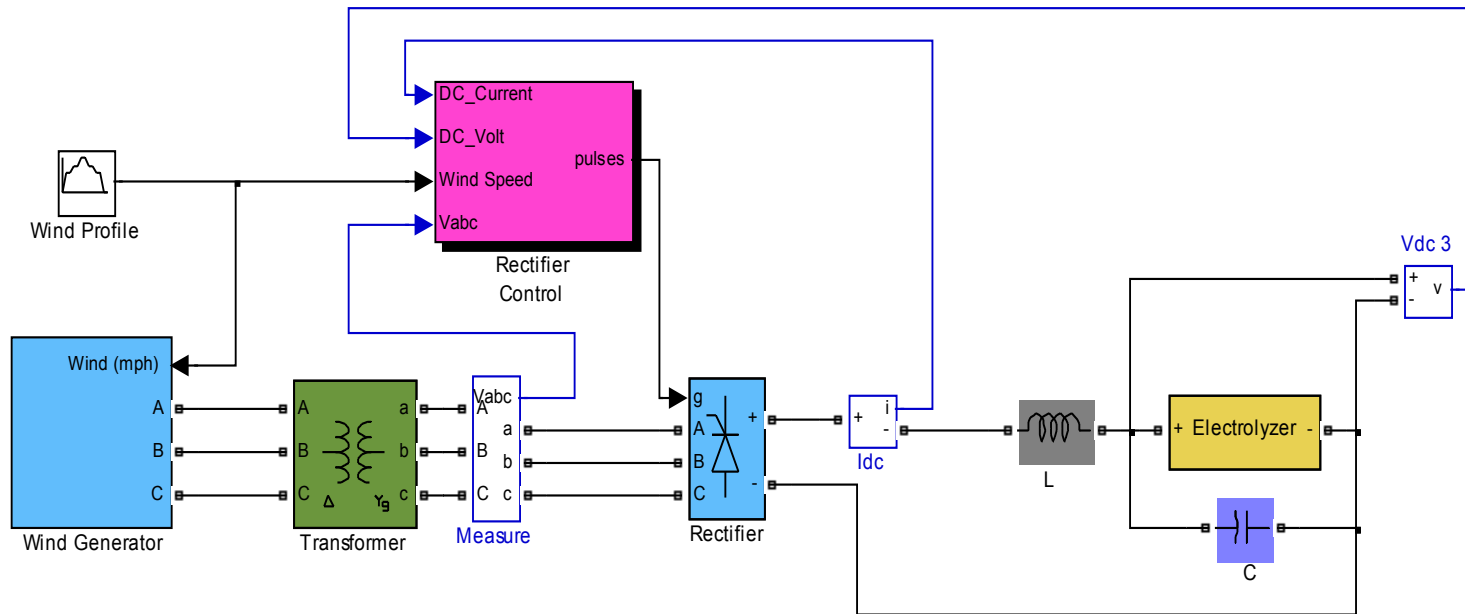 DC_Current
DC_Volt
pulses
Wind Speed
Vabc
Wind Profile
Rectifier
Control
Vdc 3
+
v
-
Wind (mph)
A
B
C
Wind Generator
A
B
C
a
b
c
Δ
Yg
Transformer
Vabc
A
B
C
a
b
c
Measure
g
A
B
C
+
-
Rectifier
+
i
-
Idc
L
+ Electrolyzer -
C